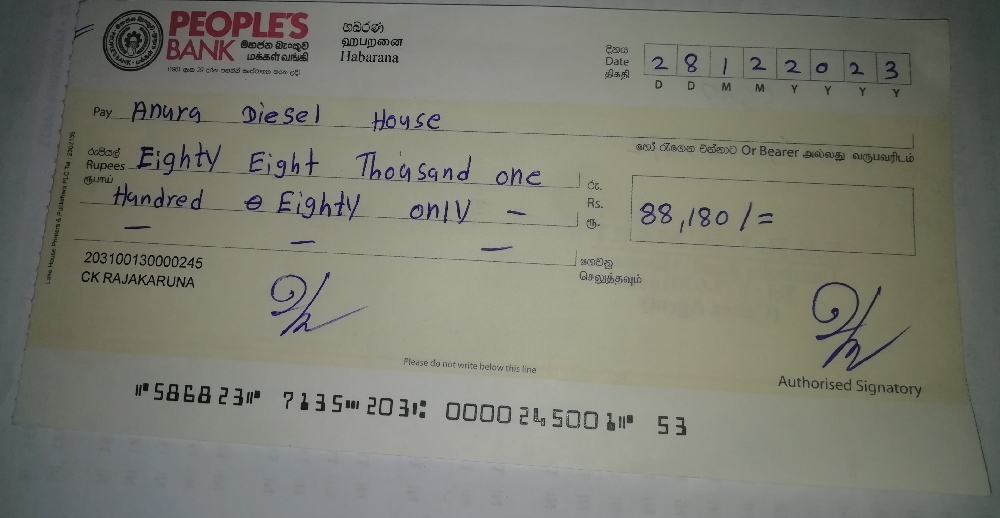 PEOPLE'S
BANK මහජන බැංකුව
மக்கள் வங்கி
හබරණ
ஹபறனை
Habarana
දිනය
Date
திகதி
2 8 1 2 2 0 2 3
D D M M Y Y Y Y
Pay Anura Diesel House
හෝ රැගෙන එන්නාට Or Bearer அல்லது வருபவரிடம்
රුපියල්
Rupees Eighty Eight Thousand one
ரூபாய்
Hundred & Eighty only -
රු.
Rs. 88,180/=
ரூ.
ගෙවනු
செலுத்தவும்
203100130000245
CK RAJAKARUNA
Please do not write below this line
Authorised Signatory
⑈586823⑈ 7135⑉203⑆ 0000245001⑈ 53